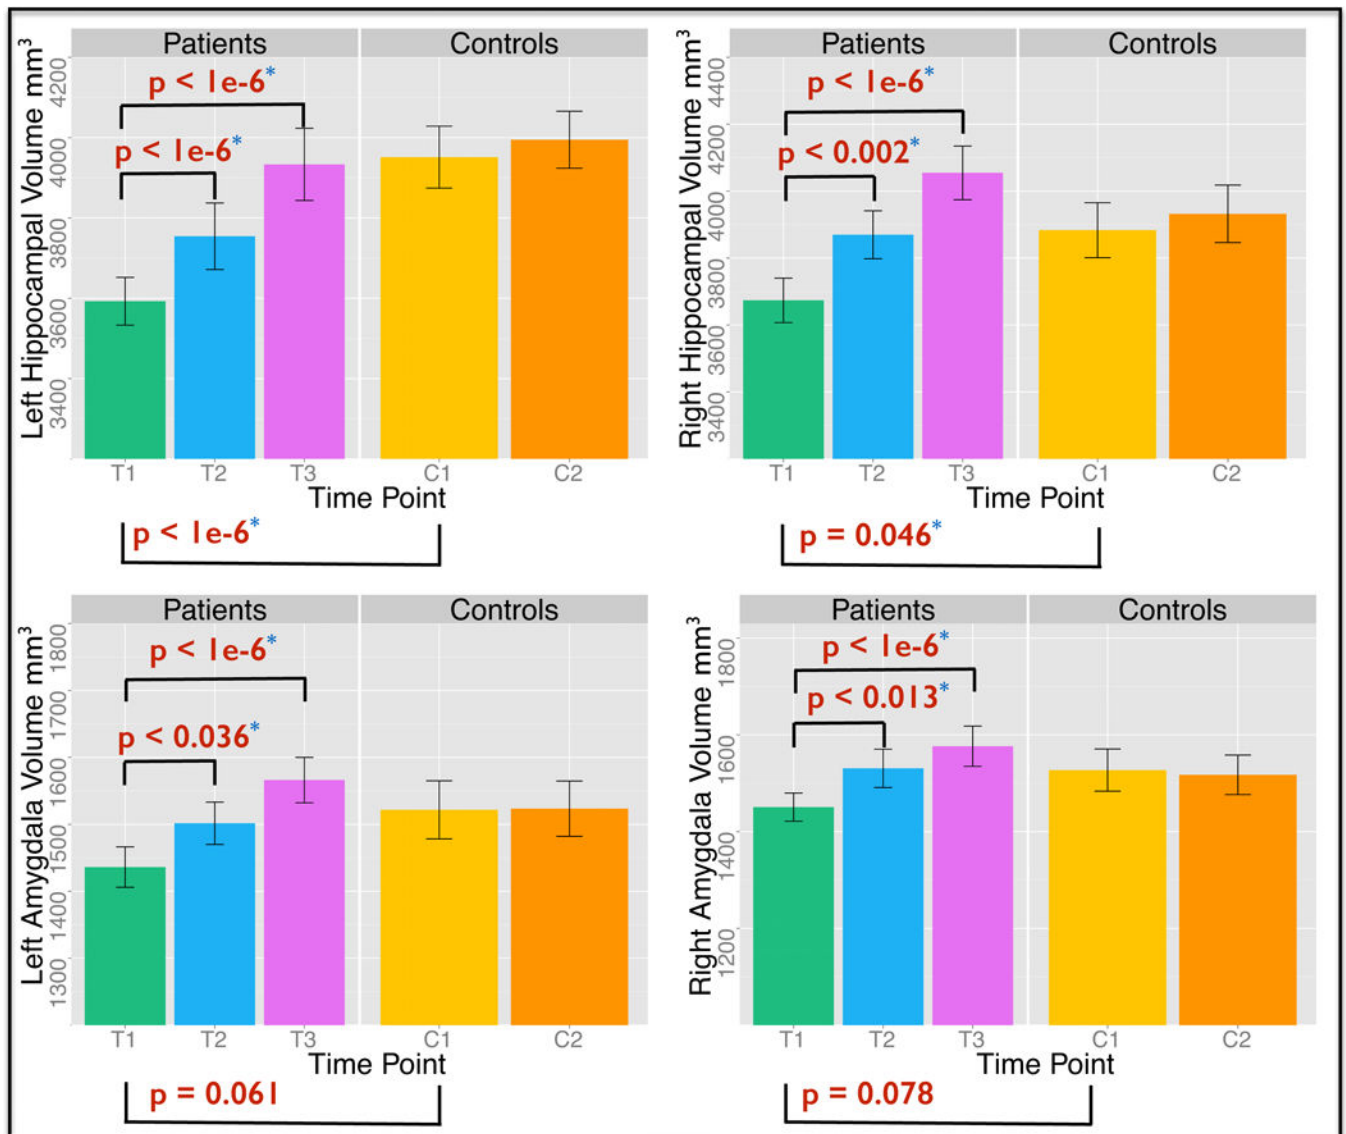 Patients Controls
Left Hippocampal Volume mm³
4200
4000
3800
3600
3400
p < 1e-6*
p < 1e-6*
T1 T2 T3 C1 C2
Time Point
p < 1e-6*
Patients Controls
Right Hippocampal Volume mm³
4400
4200
4000
3800
3600
3400
p < 1e-6*
p < 0.002*
T1 T2 T3 C1 C2
Time Point
p = 0.046*
Patients Controls
Left Amygdala Volume mm³
1800
1700
1600
1500
1400
1300
p < 1e-6*
p < 0.036*
T1 T2 T3 C1 C2
Time Point
p = 0.061
Patients Controls
Right Amygdala Volume mm³
1800
1600
1400
1200
p < 1e-6*
p < 0.013*
T1 T2 T3 C1 C2
Time Point
p = 0.078